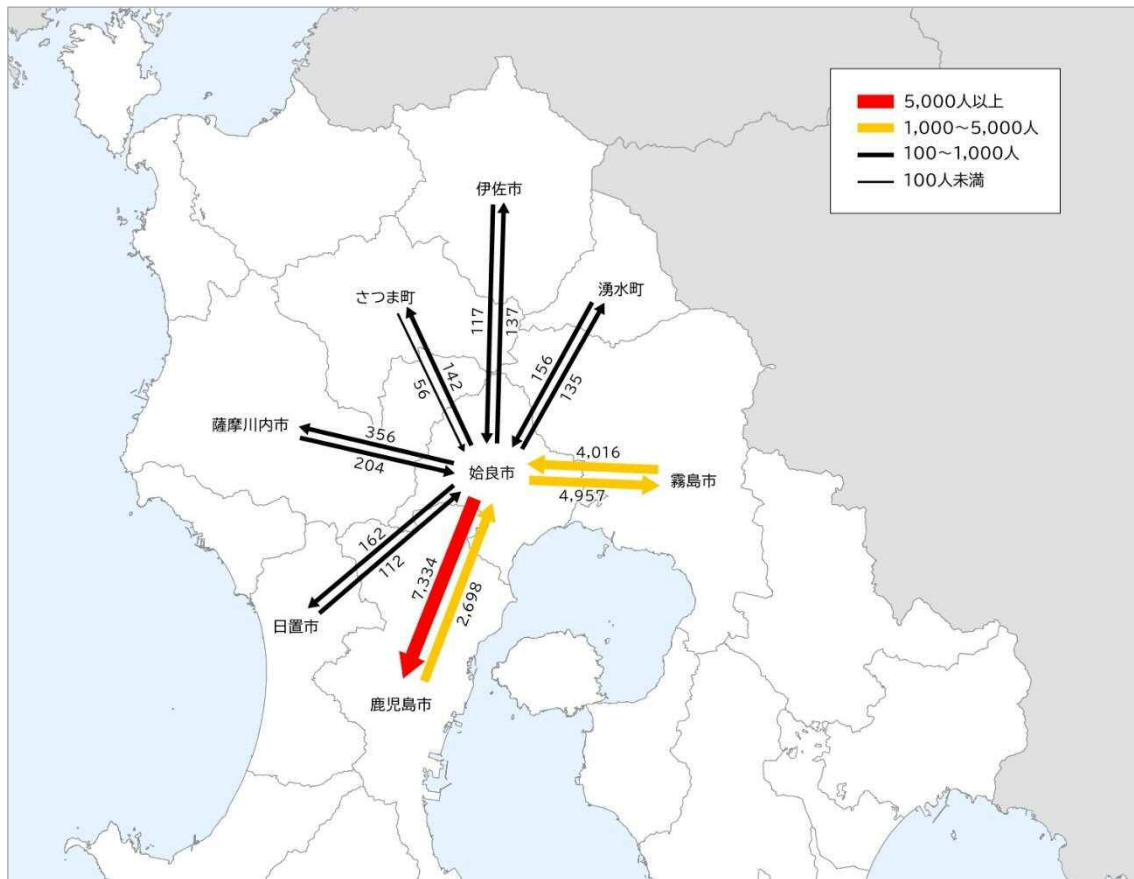 5,000人以上
1,000～5,000人
100～1,000人
100人未満
伊佐市
湧水町
さつま町
117
137
156
135
142
56
薩摩川内市
356
204
姶良市
4,016
4,957
霧島市
162
112
7,334
2,698
日置市
鹿児島市